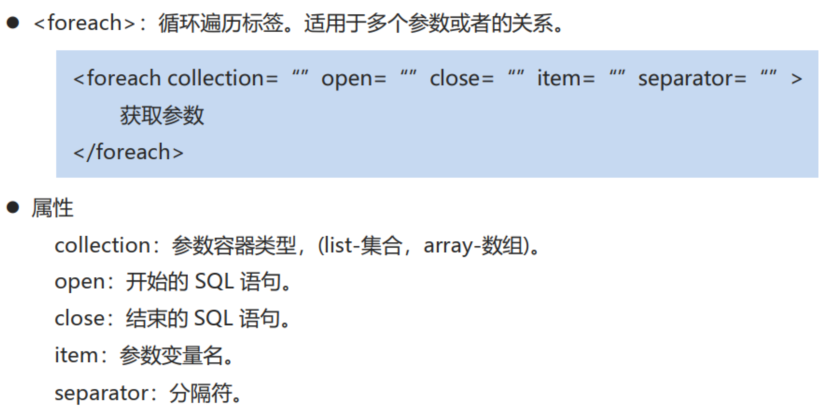 ● <foreach>：循环遍历标签。适用于多个参数或者的关系。
<foreach collection=“”open=“”close=“”item=“”separator=“”>
获取参数
</foreach>
● 属性
collection：参数容器类型，(list-集合，array-数组)。
open：开始的 SQL 语句。
close：结束的 SQL 语句。
item：参数变量名。
separator：分隔符。